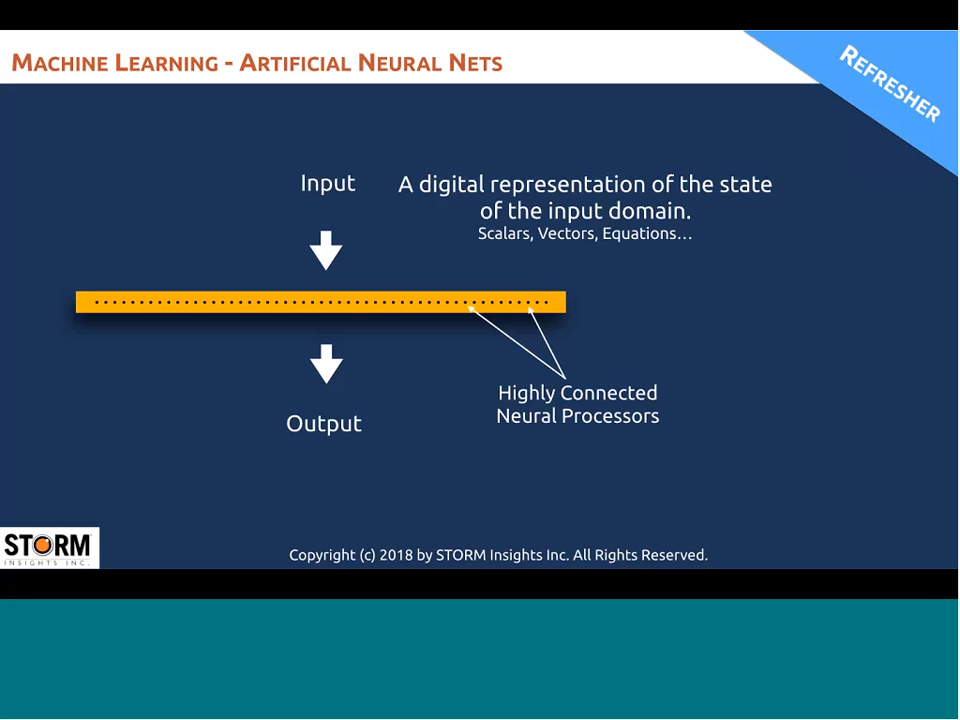 MACHINE LEARNING - ARTIFICIAL NEURAL NETS
REFRESHER
Input
A digital representation of the state
of the input domain.
Scalars, Vectors, Equations...
Highly Connected
Neural Processors
Output
STORM
INSIGHTS INC.
Copyright (c) 2018 by STORM Insights Inc. All Rights Reserved.